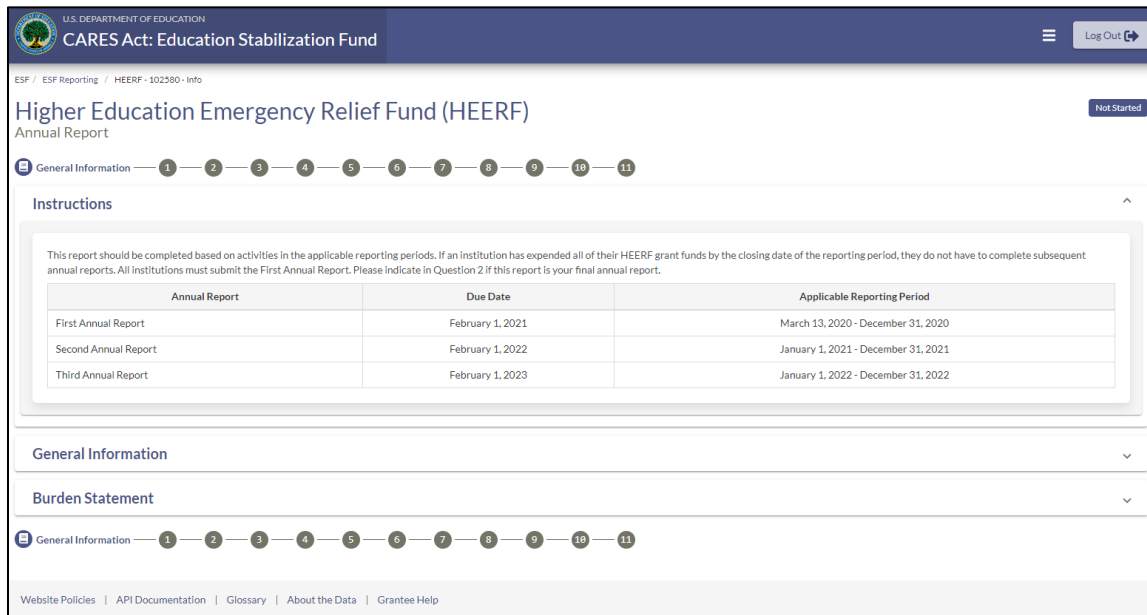 U.S. DEPARTMENT OF EDUCATION
CARES Act: Education Stabilization Fund
Log Out
ESF / ESF Reporting / HEERF - 102580 - Info
Higher Education Emergency Relief Fund (HEERF)
Not Started
Annual Report
General Information 1 2 3 4 5 6 7 8 9 10 11
Instructions
This report should be completed based on activities in the applicable reporting periods. If an institution has expended all of their HEERF grant funds by the closing date of the reporting period, they do not have to complete subsequent
annual reports. All institutions must submit the First Annual Report. Please indicate in Question 2 if this report is your final annual report.
Annual Report Due Date Applicable Reporting Period
First Annual Report February 1, 2021 March 13, 2020 - December 31, 2020
Second Annual Report February 1, 2022 January 1, 2021 - December 31, 2021
Third Annual Report February 1, 2023 January 1, 2022 - December 31, 2022
General Information
Burden Statement
General Information 1 2 3 4 5 6 7 8 9 10 11
Website Policies | API Documentation | Glossary | About the Data | Grantee Help